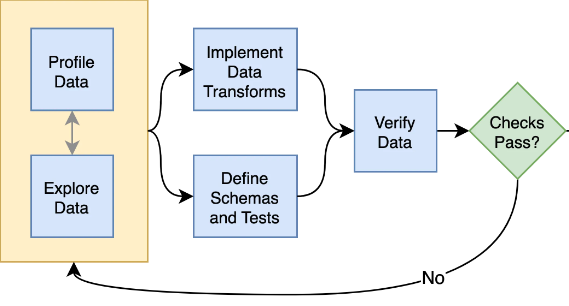 Profile
Data
Explore
Data
Implement
Data
Transforms
Define
Schemas
and Tests
Verify
Data
Checks
Pass?
No